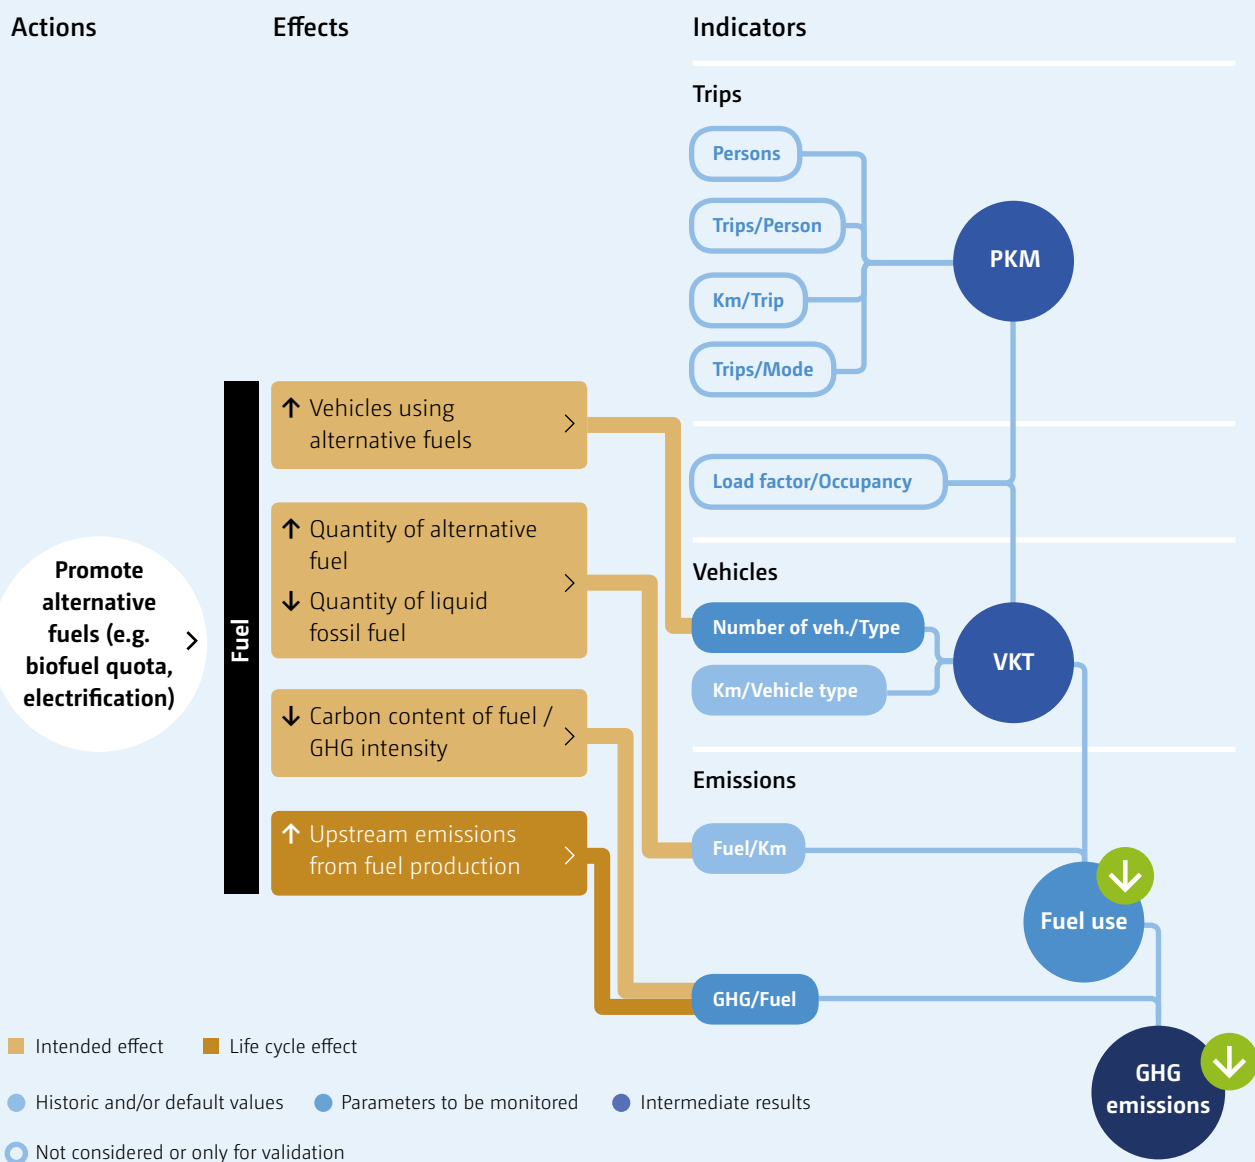 Actions
Effects
Indicators
Trips
Persons
Trips/Person
Km/Trip
Trips/Mode
PKM
Load factor/Occupancy
Vehicles
Number of veh./Type
Km/Vehicle type
VKT
Emissions
Fuel/Km
Fuel use
GHG/Fuel
GHG
emissions
Promote
alternative
fuels (e.g.
biofuel quota,
electrification)
Fuel
↑ Vehicles using
alternative fuels
↑ Quantity of alternative
fuel
↓ Quantity of liquid
fossil fuel
↓ Carbon content of fuel /
GHG intensity
↑ Upstream emissions
from fuel production
Intended effect
Life cycle effect
Historic and/or default values
Parameters to be monitored
Intermediate results
Not considered or only for validation